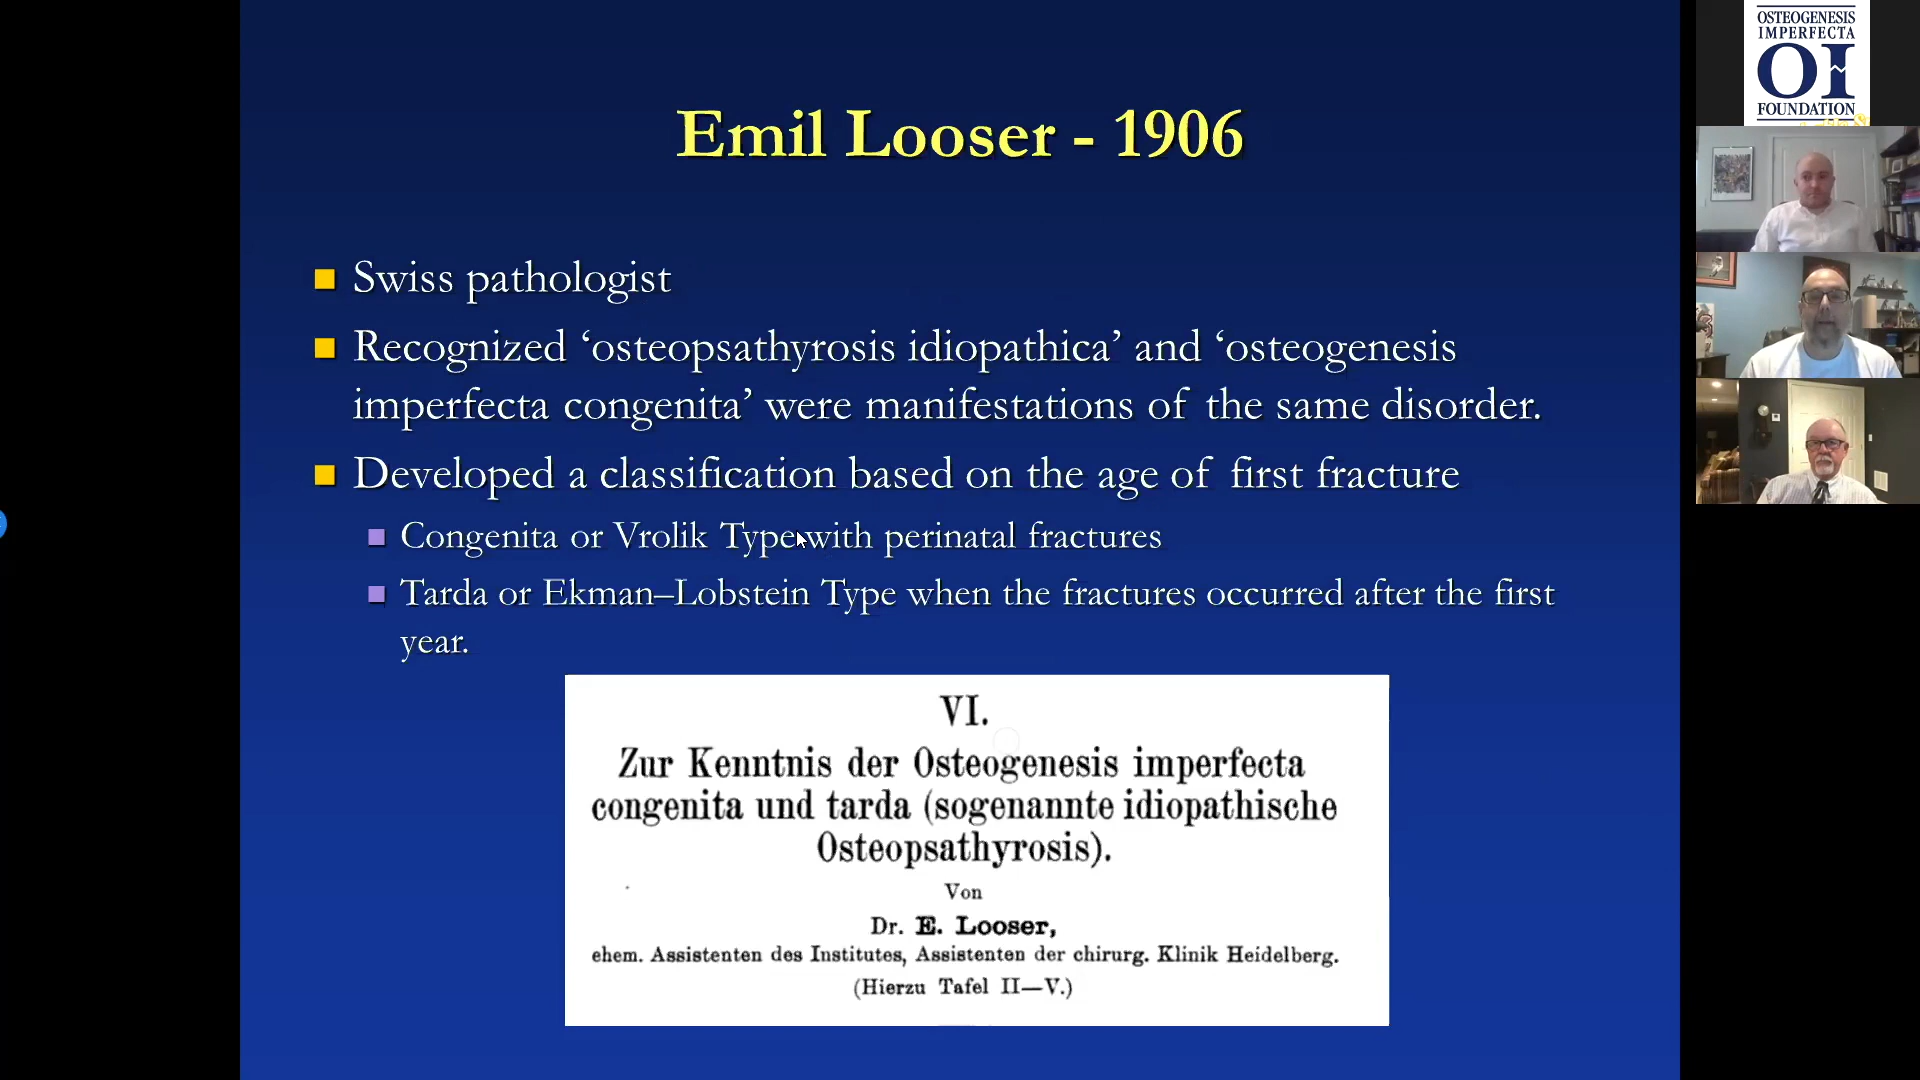 Emil Looser - 1906
Swiss pathologist
Recognized ‘osteopsathyrosis idiopathica’ and ‘osteogenesis
imperfecta congenita’ were manifestations of the same disorder.
Developed a classification based on the age of first fracture
Congenita or Vrolik Type with perinatal fractures
Tarda or Ekman–Lobstein Type when the fractures occurred after the first
year.
VI.
Zur Kenntnis der Osteogenesis imperfecta
congenita und tarda (sogenannte idiopathische
Osteopsathyrosis).
Von
Dr. E. Looser,
ehem. Assistenten des Institutes, Assistenten der chirurg. Klinik Heidelberg.
(Hierzu Tafel II—V.)
OSTEOGENESIS
IMPERFECTA
OI
FOUNDATION